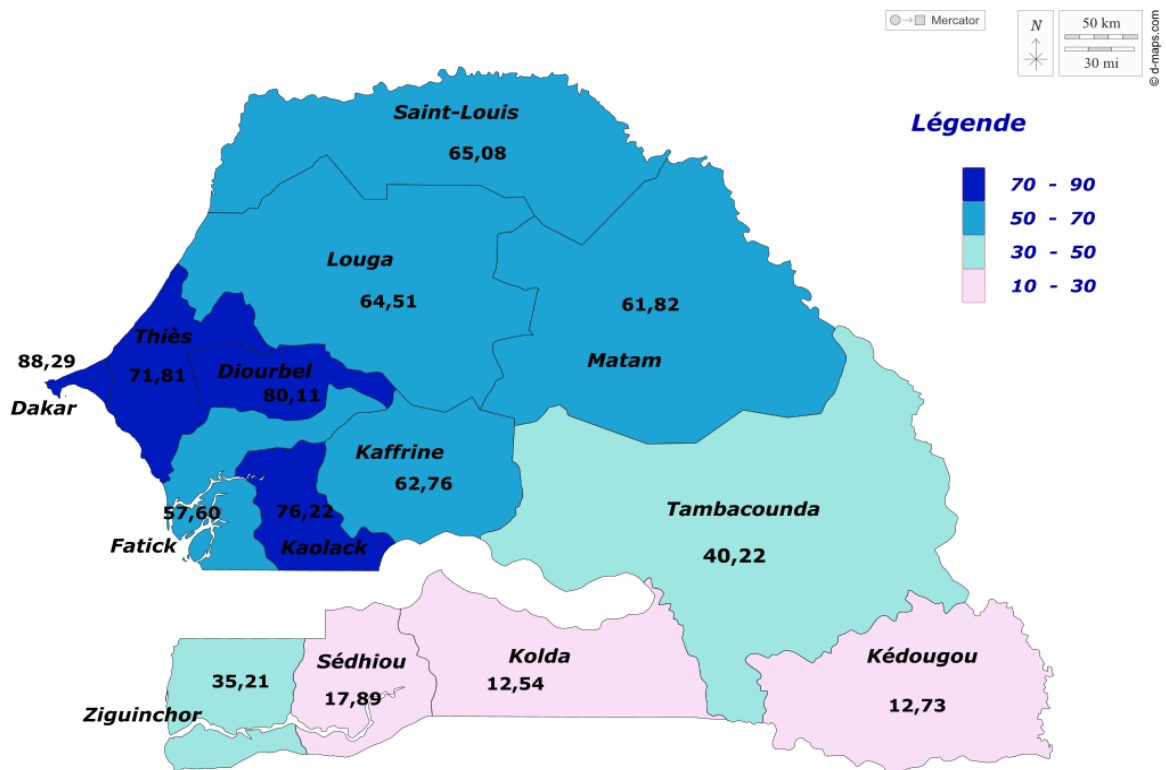 Mercator
N
50 km
30 mi
© d-maps.com
Légende
70 - 90
50 - 70
30 - 50
10 - 30
Saint-Louis
65,08
Louga
64,51
61,82
Matam
Thiès
71,81
88,29
Dakar
Diourbel
80,11
Kaffrine
62,76
57,60
Fatick
76,22
Kaolack
Tambacounda
40,22
35,21
Ziguinchor
Sédhiou
17,89
Kolda
12,54
Kédougou
12,73